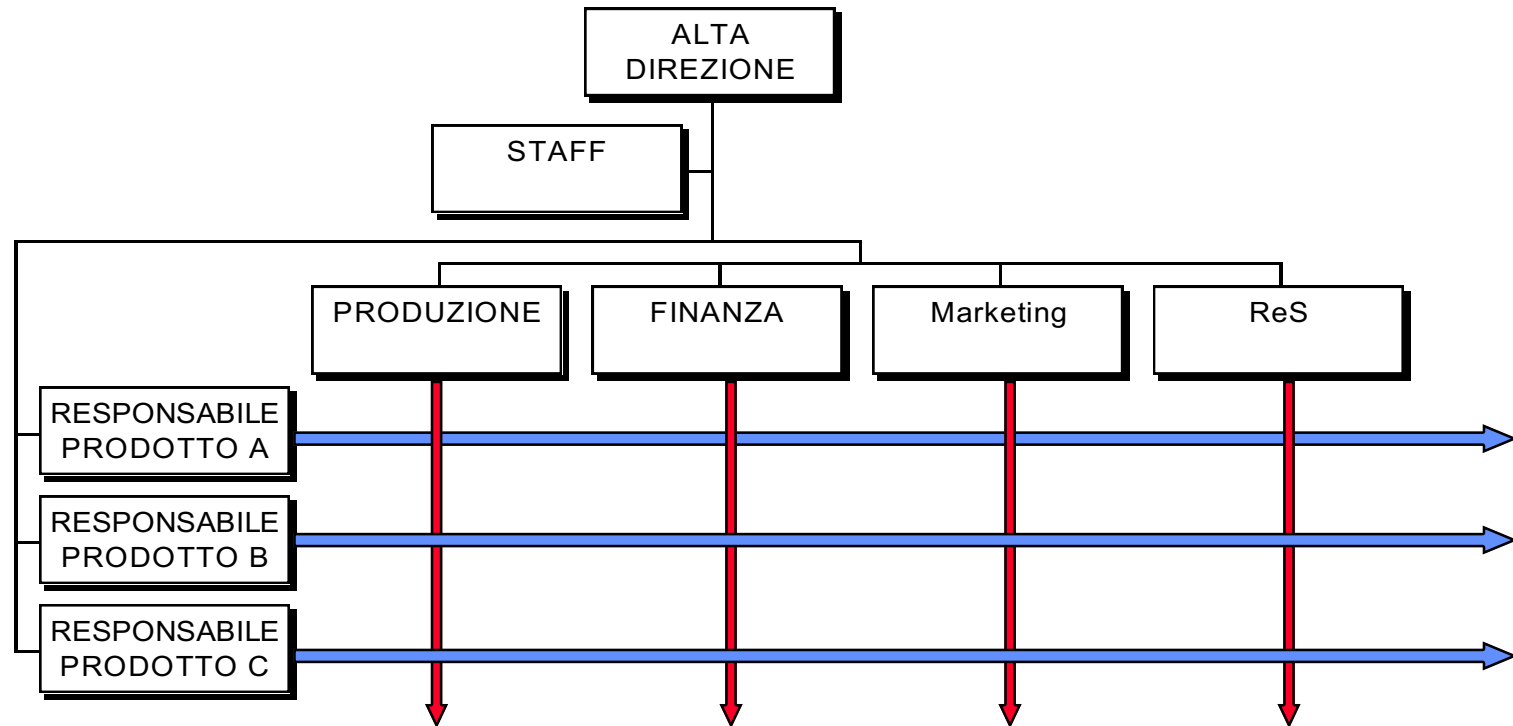 ALTA
DIREZIONE
STAFF
PRODUZIONE
FINANZA
Marketing
ReS
RESPONSABILE
PRODOTTO A
RESPONSABILE
PRODOTTO B
RESPONSABILE
PRODOTTO C